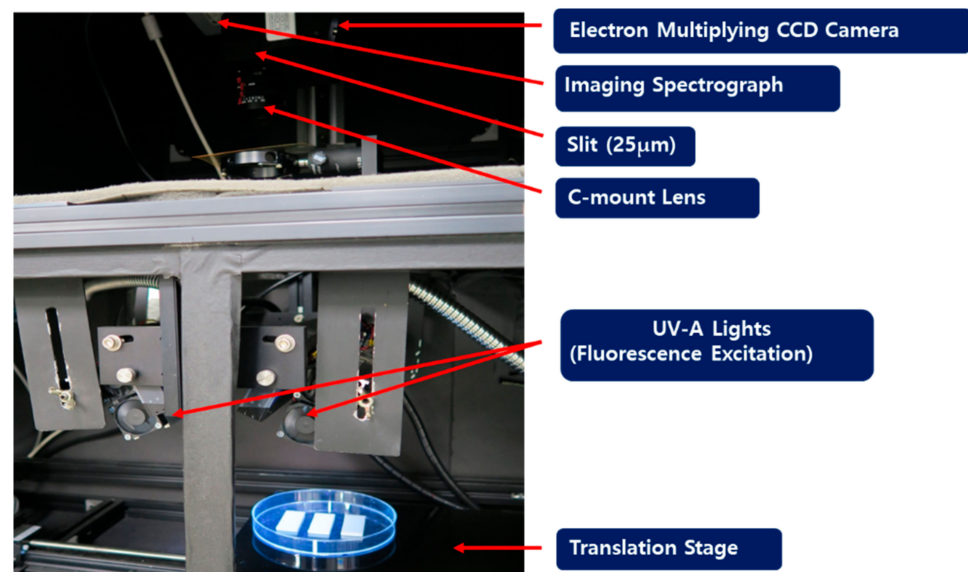 Electron Multiplying CCD Camera
Imaging Spectrograph
Slit (25μm)
C-mount Lens
UV-A Lights
(Fluorescence Excitation)
Translation Stage